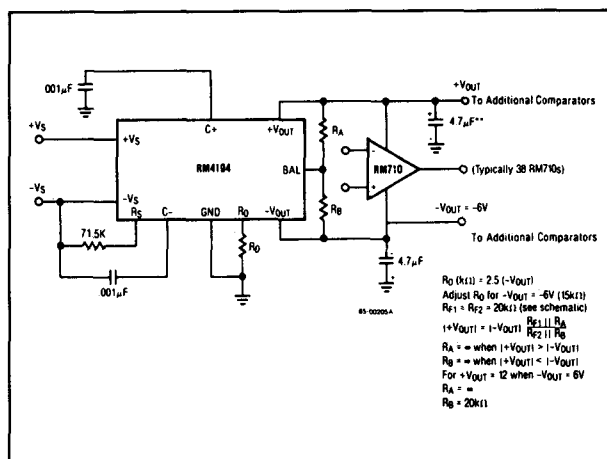 001µF
C+
+VOUT
+VOUT
To Additional Comparators
4.7µF**
+VS
+VS
RM4194
BAL
RA
RM710
(Typically 38 RM710s)
RB
-VOUT = -6V
To Additional Comparators
-VS
-VS
RS
C-
GND
RO
-VOUT
71.5K
RO
001µF
4.7µF
65-00205A
RO (kΩ) = 2.5 (-VOUT)
Adjust RO for -VOUT = -6V (15kΩ)
RF1 = RF2 = 20kΩ (see schematic)
|+VOUT| = |-VOUT| RF1 || RA
RF2 || RB
RA = ∞ when |+VOUT| > |-VOUT|
RB = ∞ when |+VOUT| < |-VOUT|
For +VOUT = 12 when -VOUT = 6V
RA = ∞
RB = 20kΩ